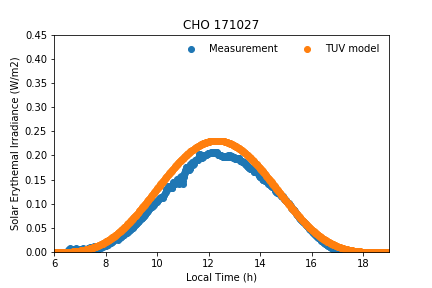 CHO 171027
Measurement
TUV model
Solar Erythemal Irradiance (W/m2)
0.45
0.40
0.35
0.30
0.25
0.20
0.15
0.10
0.05
0.00
6 8 10 12 14 16 18
Local Time (h)